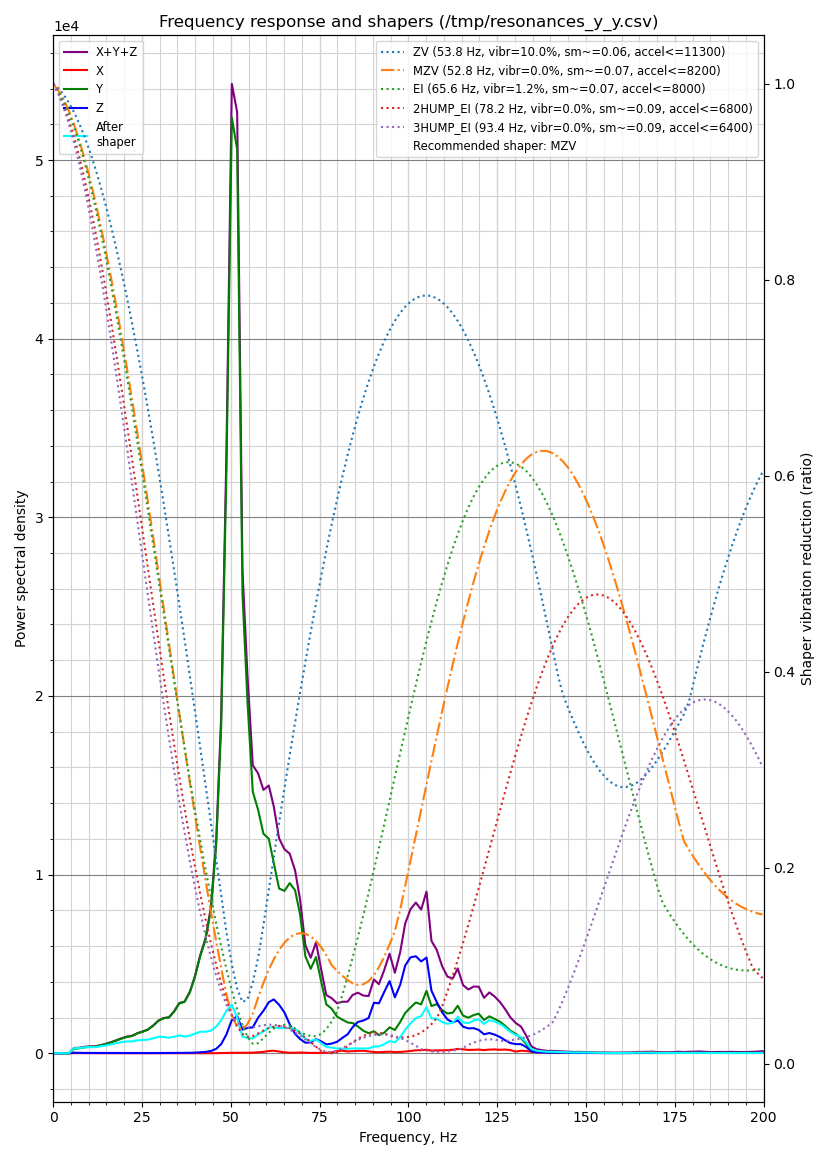 Frequency response and shapers (/tmp/resonances_y_y.csv)
1e4
X+Y+Z
X
Y
Z
After
shaper
ZV (53.8 Hz, vibr=10.0%, sm~=0.06, accel<=11300)
MZV (52.8 Hz, vibr=0.0%, sm~=0.07, accel<=8200)
EI (65.6 Hz, vibr=1.2%, sm~=0.07, accel<=8000)
2HUMP_EI (78.2 Hz, vibr=0.0%, sm~=0.09, accel<=6800)
3HUMP_EI (93.4 Hz, vibr=0.0%, sm~=0.09, accel<=6400)
Recommended shaper: MZV
Power spectral density
5
4
3
2
1
0
1.0
0.8
0.6
0.4
0.2
0.0
Shaper vibration reduction (ratio)
0 25 50 75 100 125 150 175 200
Frequency, Hz